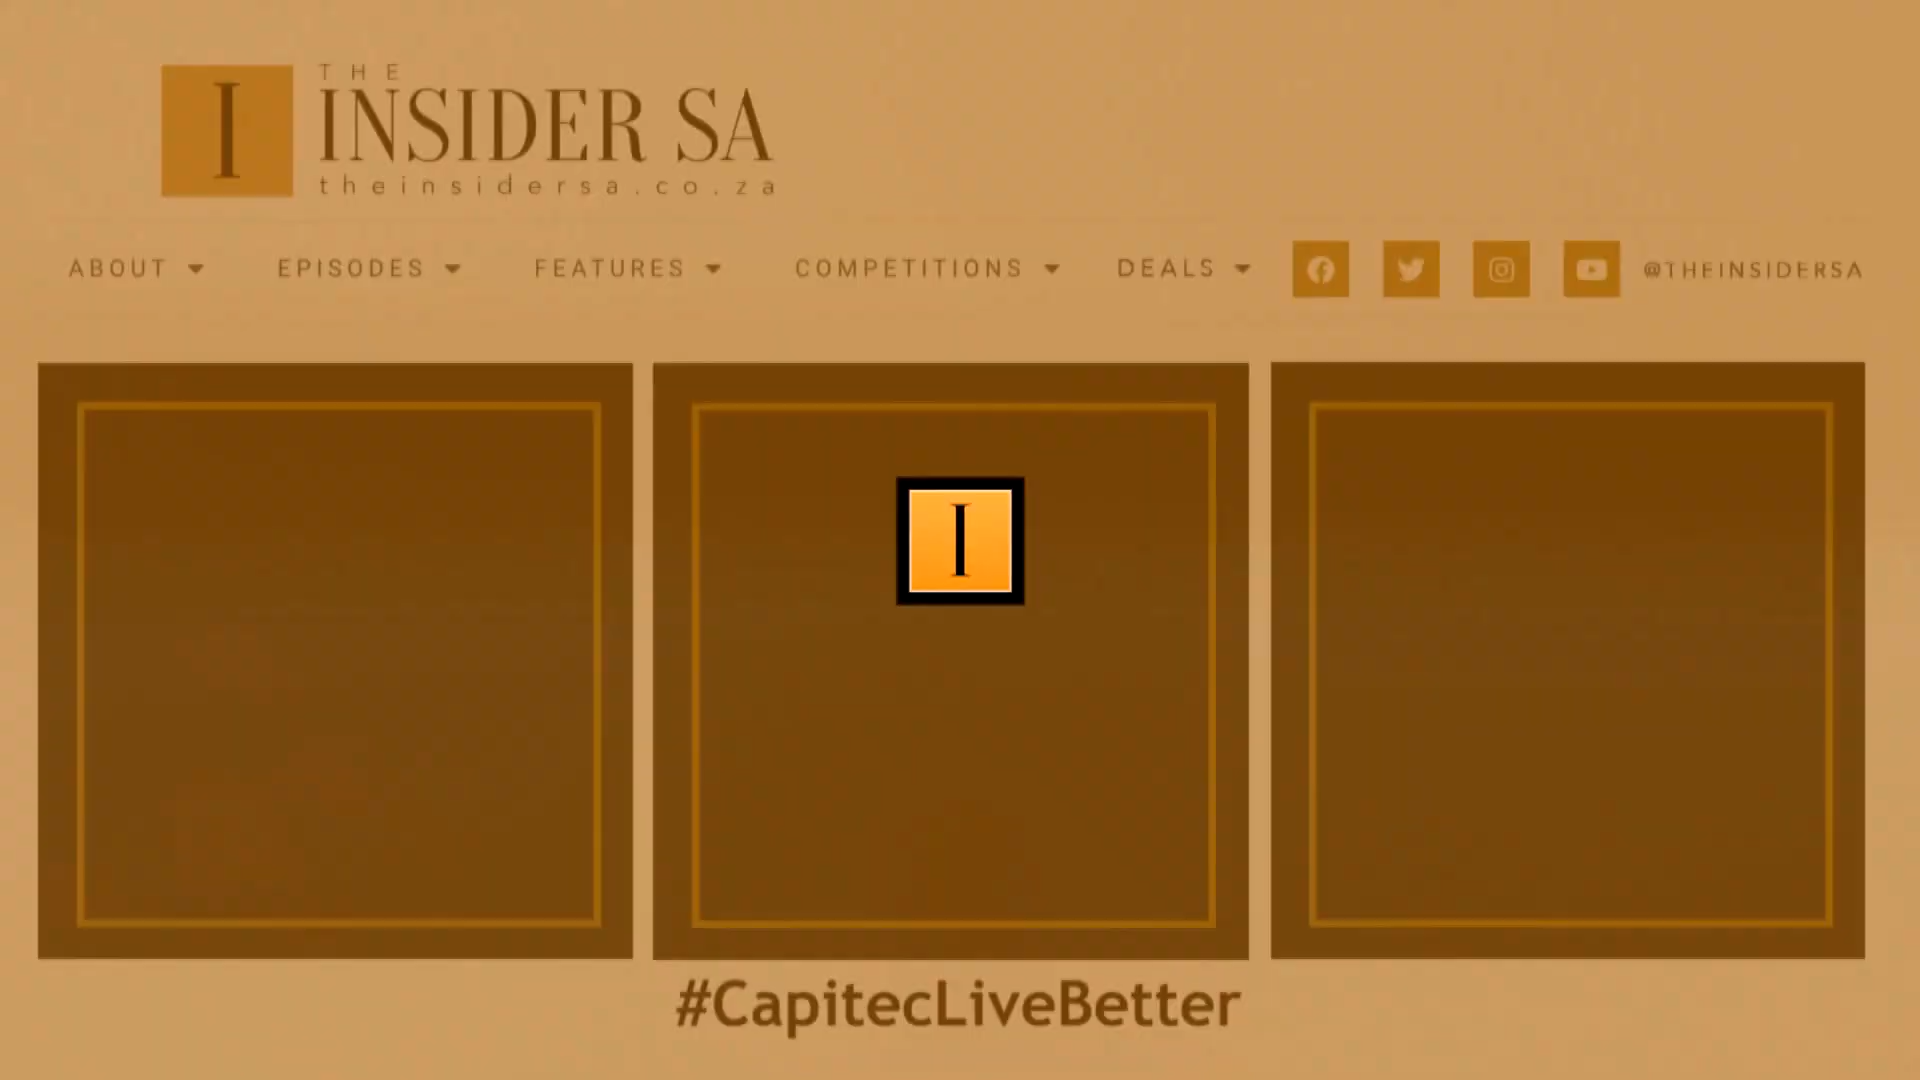 I
THE
INSIDER SA
theinsidersa.co.za
ABOUT EPISODES FEATURES COMPETITIONS DEALS @THEINSIDERSA
I
#CapitecLiveBetter